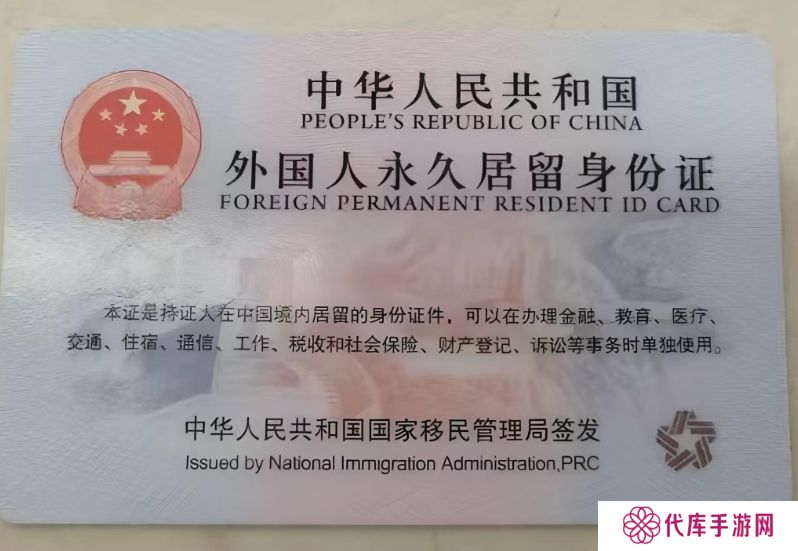 中华人民共和国
PEOPLE'S REPUBLIC OF CHINA
外国人永久居留身份证
FOREIGN PERMANENT RESIDENT ID CARD
本证是持证人在中国境内居留的身份证件，可以在办理金融、教育、医疗、
交通、住宿、通信、工作、税收和社会保险、财产登记、诉讼等事务时单独使用。
中华人民共和国国家移民管理局签发
Issued by National Immigration Administration,PRC
代库手游网